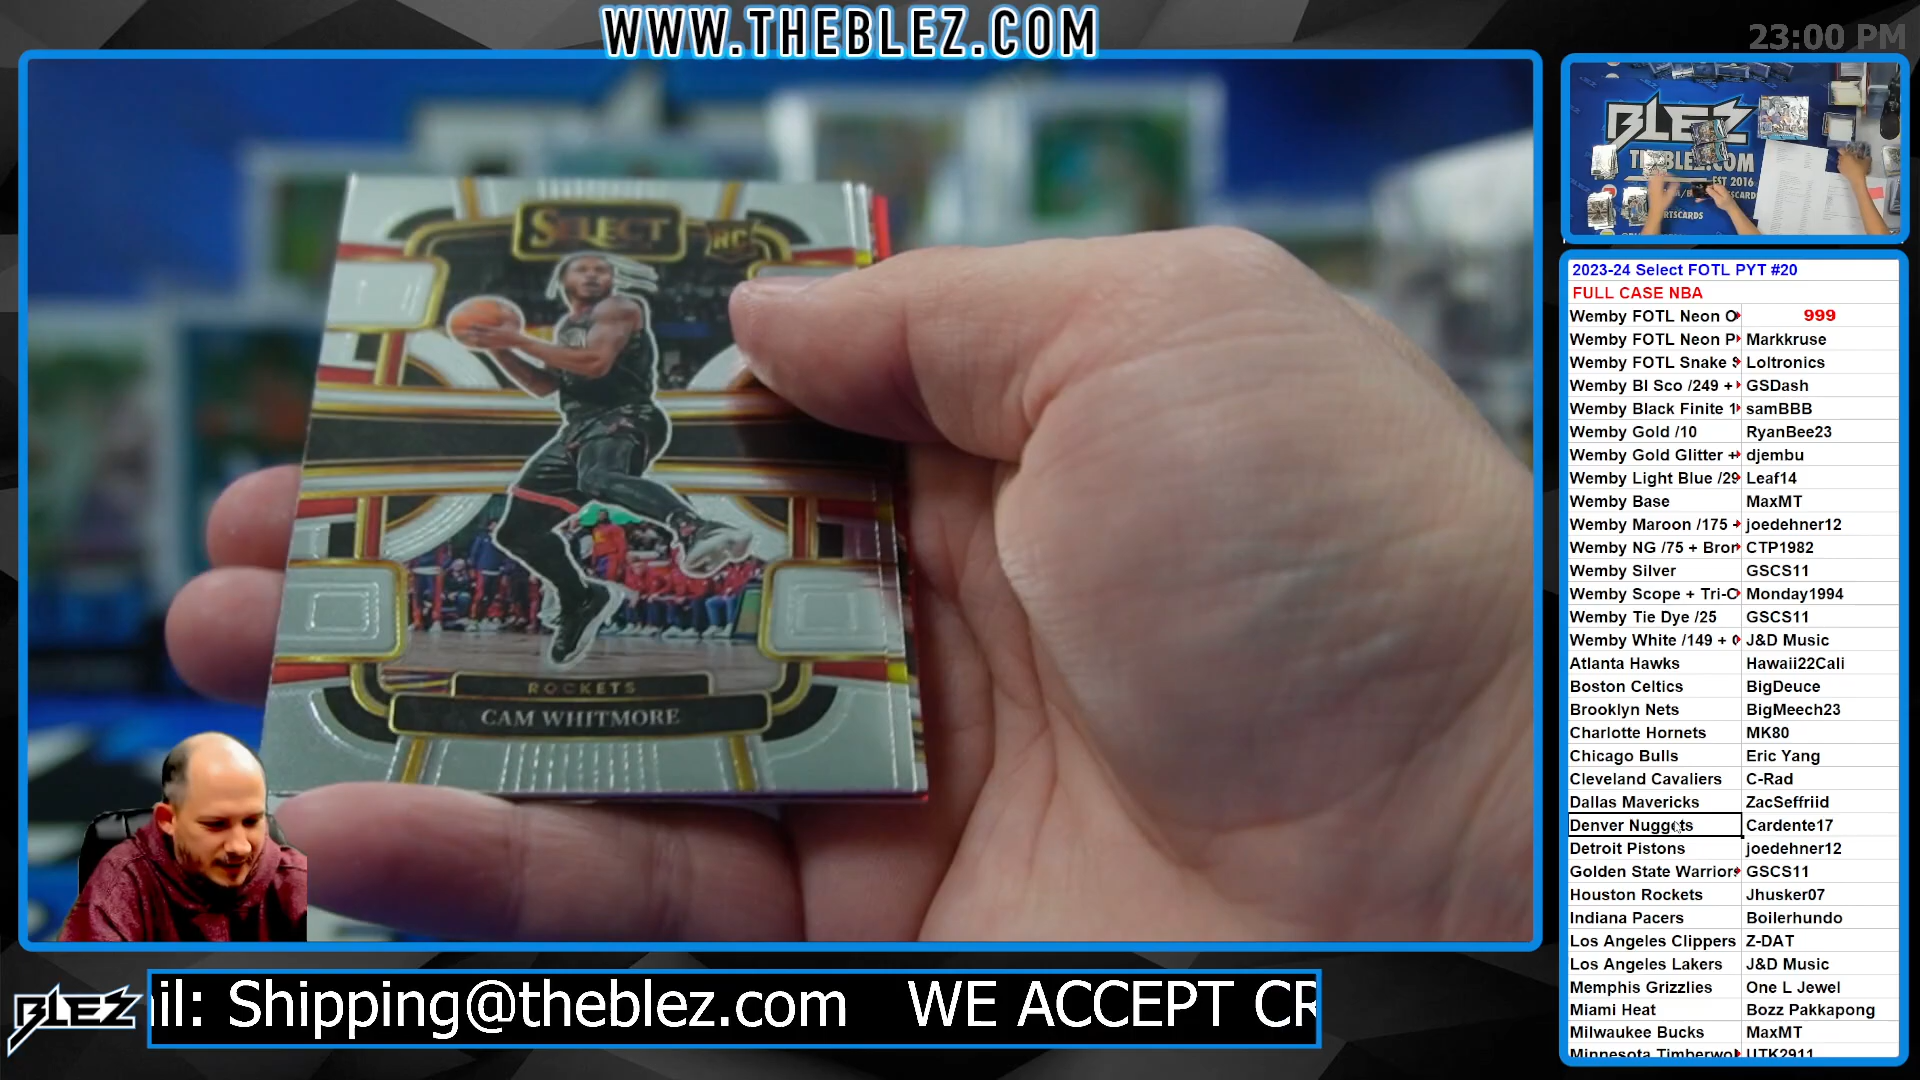 WWW.THEBLEZ.COM
23:00 PM
SELECT
RC
ROCKETS
CAM WHITMORE
BLEZ
THEBLEZ.COM
EST 2016
2023-24 Select FOTL PYT #20
FULL CASE NBA
Wemby FOTL Neon O 999
Wemby FOTL Neon P Markkruse
Wemby FOTL Snake S Loltronics
Wemby Bl Sco /249 + GSDash
Wemby Black Finite 1 samBBB
Wemby Gold /10 RyanBee23
Wemby Gold Glitter + djembu
Wemby Light Blue /29 Leaf14
Wemby Base MaxMT
Wemby Maroon /175 + joedehner12
Wemby NG /75 + Bron CTP1982
Wemby Silver GSCS11
Wemby Scope + Tri-C Monday1994
Wemby Tie Dye /25 GSCS11
Wemby White /149 + J&D Music
Atlanta Hawks Hawaii22Cali
Boston Celtics BigDeuce
Brooklyn Nets BigMeech23
Charlotte Hornets MK80
Chicago Bulls Eric Yang
Cleveland Cavaliers C-Rad
Dallas Mavericks ZacSeffriid
Denver Nuggets Cardente17
Detroit Pistons joedehner12
Golden State Warriors GSCS11
Houston Rockets Jhusker07
Indiana Pacers Boilerhundo
Los Angeles Clippers Z-DAT
Los Angeles Lakers J&D Music
Memphis Grizzlies One L Jewel
Miami Heat Bozz Pakkapong
Milwaukee Bucks MaxMT
Minnesota Timberwol UTK2911
BLEZ
il: Shipping@theblez.com WE ACCEPT CR